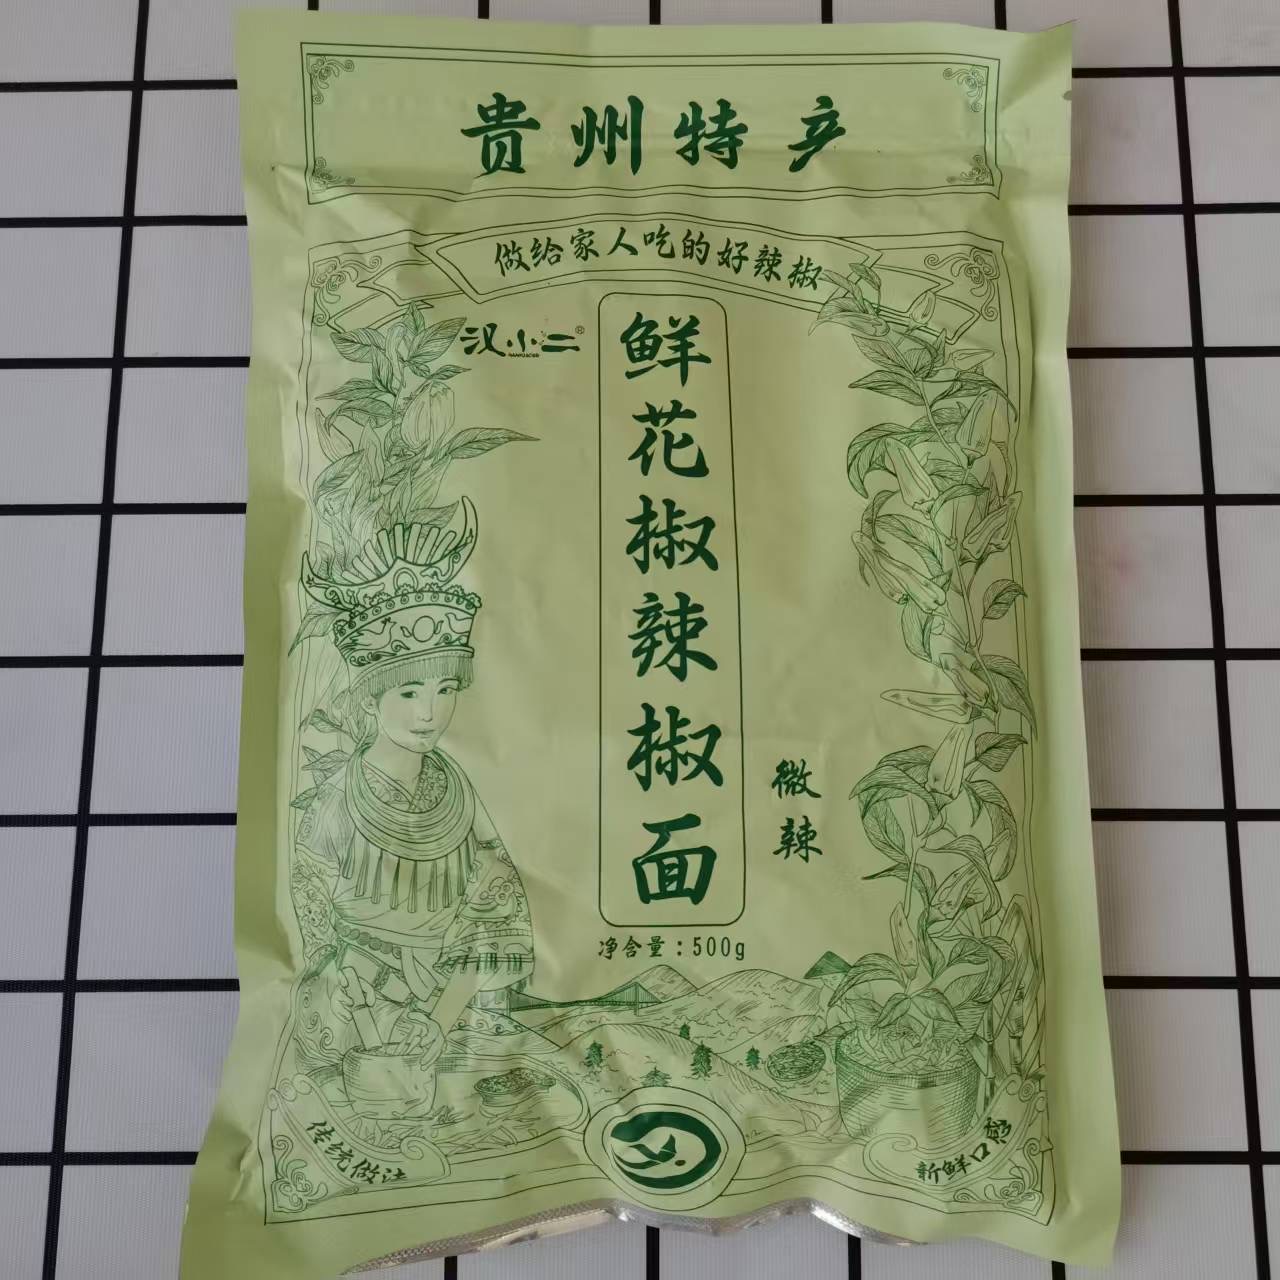 贵州特产
做给家人吃的好辣椒
汉小二®
鲜花椒辣椒面
微辣
净含量：500g
传统做法
新鲜口感